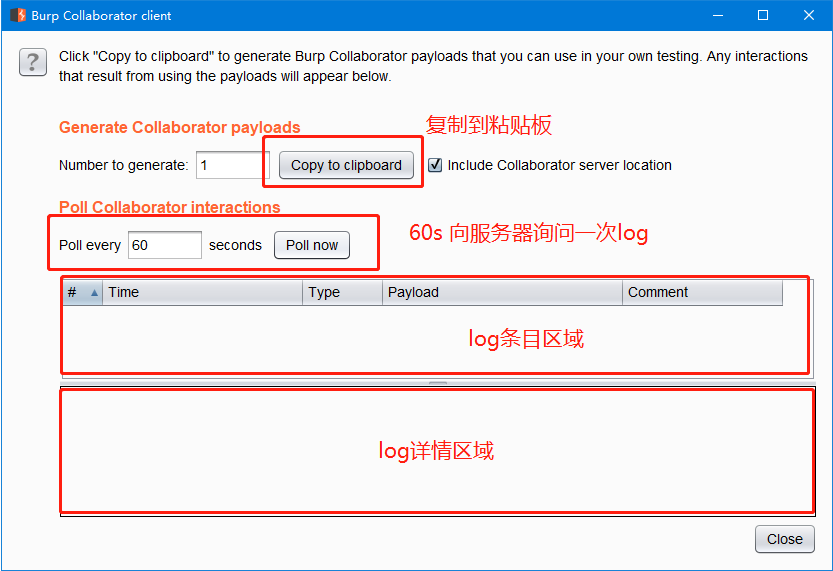 Burp Collaborator client
Click "Copy to clipboard" to generate Burp Collaborator payloads that you can use in your own testing. Any interactions
that result from using the payloads will appear below.
Generate Collaborator payloads
复制到粘贴板
Number to generate: 1 Copy to clipboard Include Collaborator server location
Poll Collaborator interactions
Poll every 60 seconds Poll now
60s 向服务器询问一次log
# Time Type Payload Comment
log条目区域
log详情区域
Close